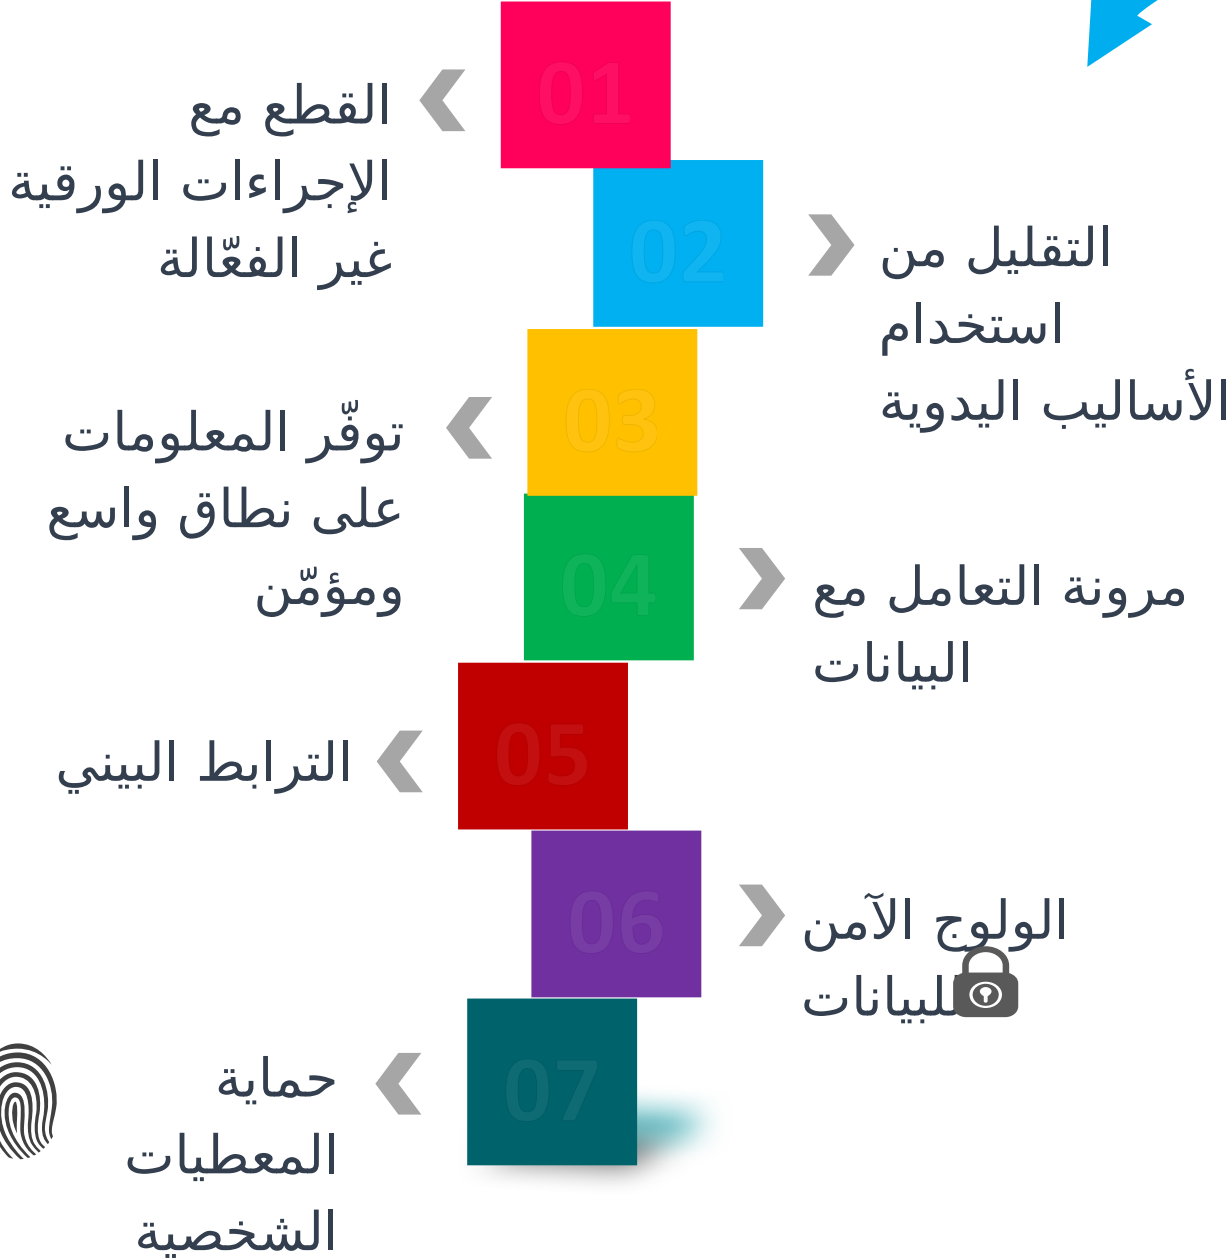 01
القطع مع
الإجراءات الورقية
غير الفعّالة
02
التقليل من
استخدام
الأساليب اليدوية
03
توفّر المعلومات
على نطاق واسع
ومؤمّن
04
مرونة التعامل مع
البيانات
05
الترابط البيني
06
الولوج الآمن
للبيانات
07
حماية
المعطيات
الشخصية